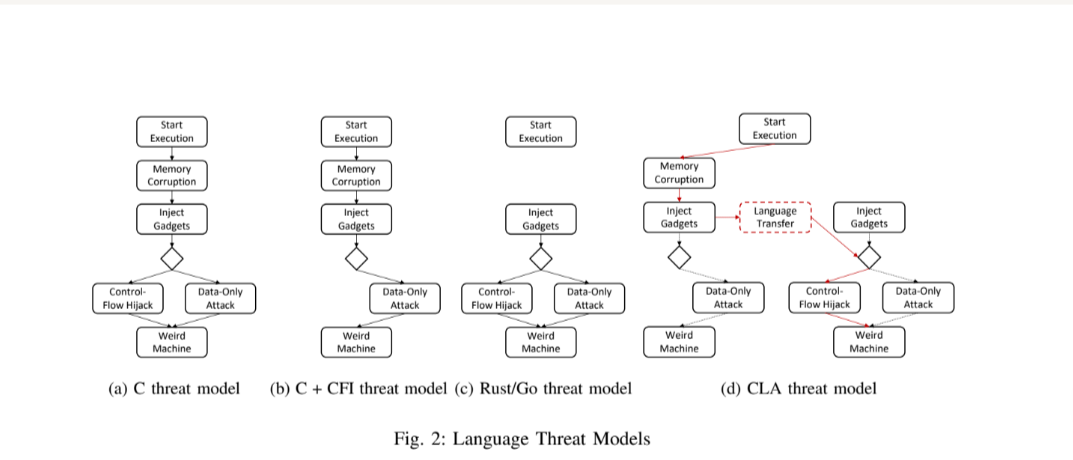 Start
Execution
Memory
Corruption
Inject
Gadgets
Control-
Flow Hijack
Data-Only
Attack
Weird
Machine
(a) C threat model
Start
Execution
Memory
Corruption
Inject
Gadgets
Data-Only
Attack
Weird
Machine
(b) C + CFI threat model
Start
Execution
Inject
Gadgets
Control-
Flow Hijack
Data-Only
Attack
Weird
Machine
(c) Rust/Go threat model
Start
Execution
Memory
Corruption
Inject
Gadgets
Language
Transfer
Inject
Gadgets
Data-Only
Attack
Control-
Flow Hijack
Data-Only
Attack
Weird
Machine
Weird
Machine
(d) CLA threat model
Fig. 2: Language Threat Models